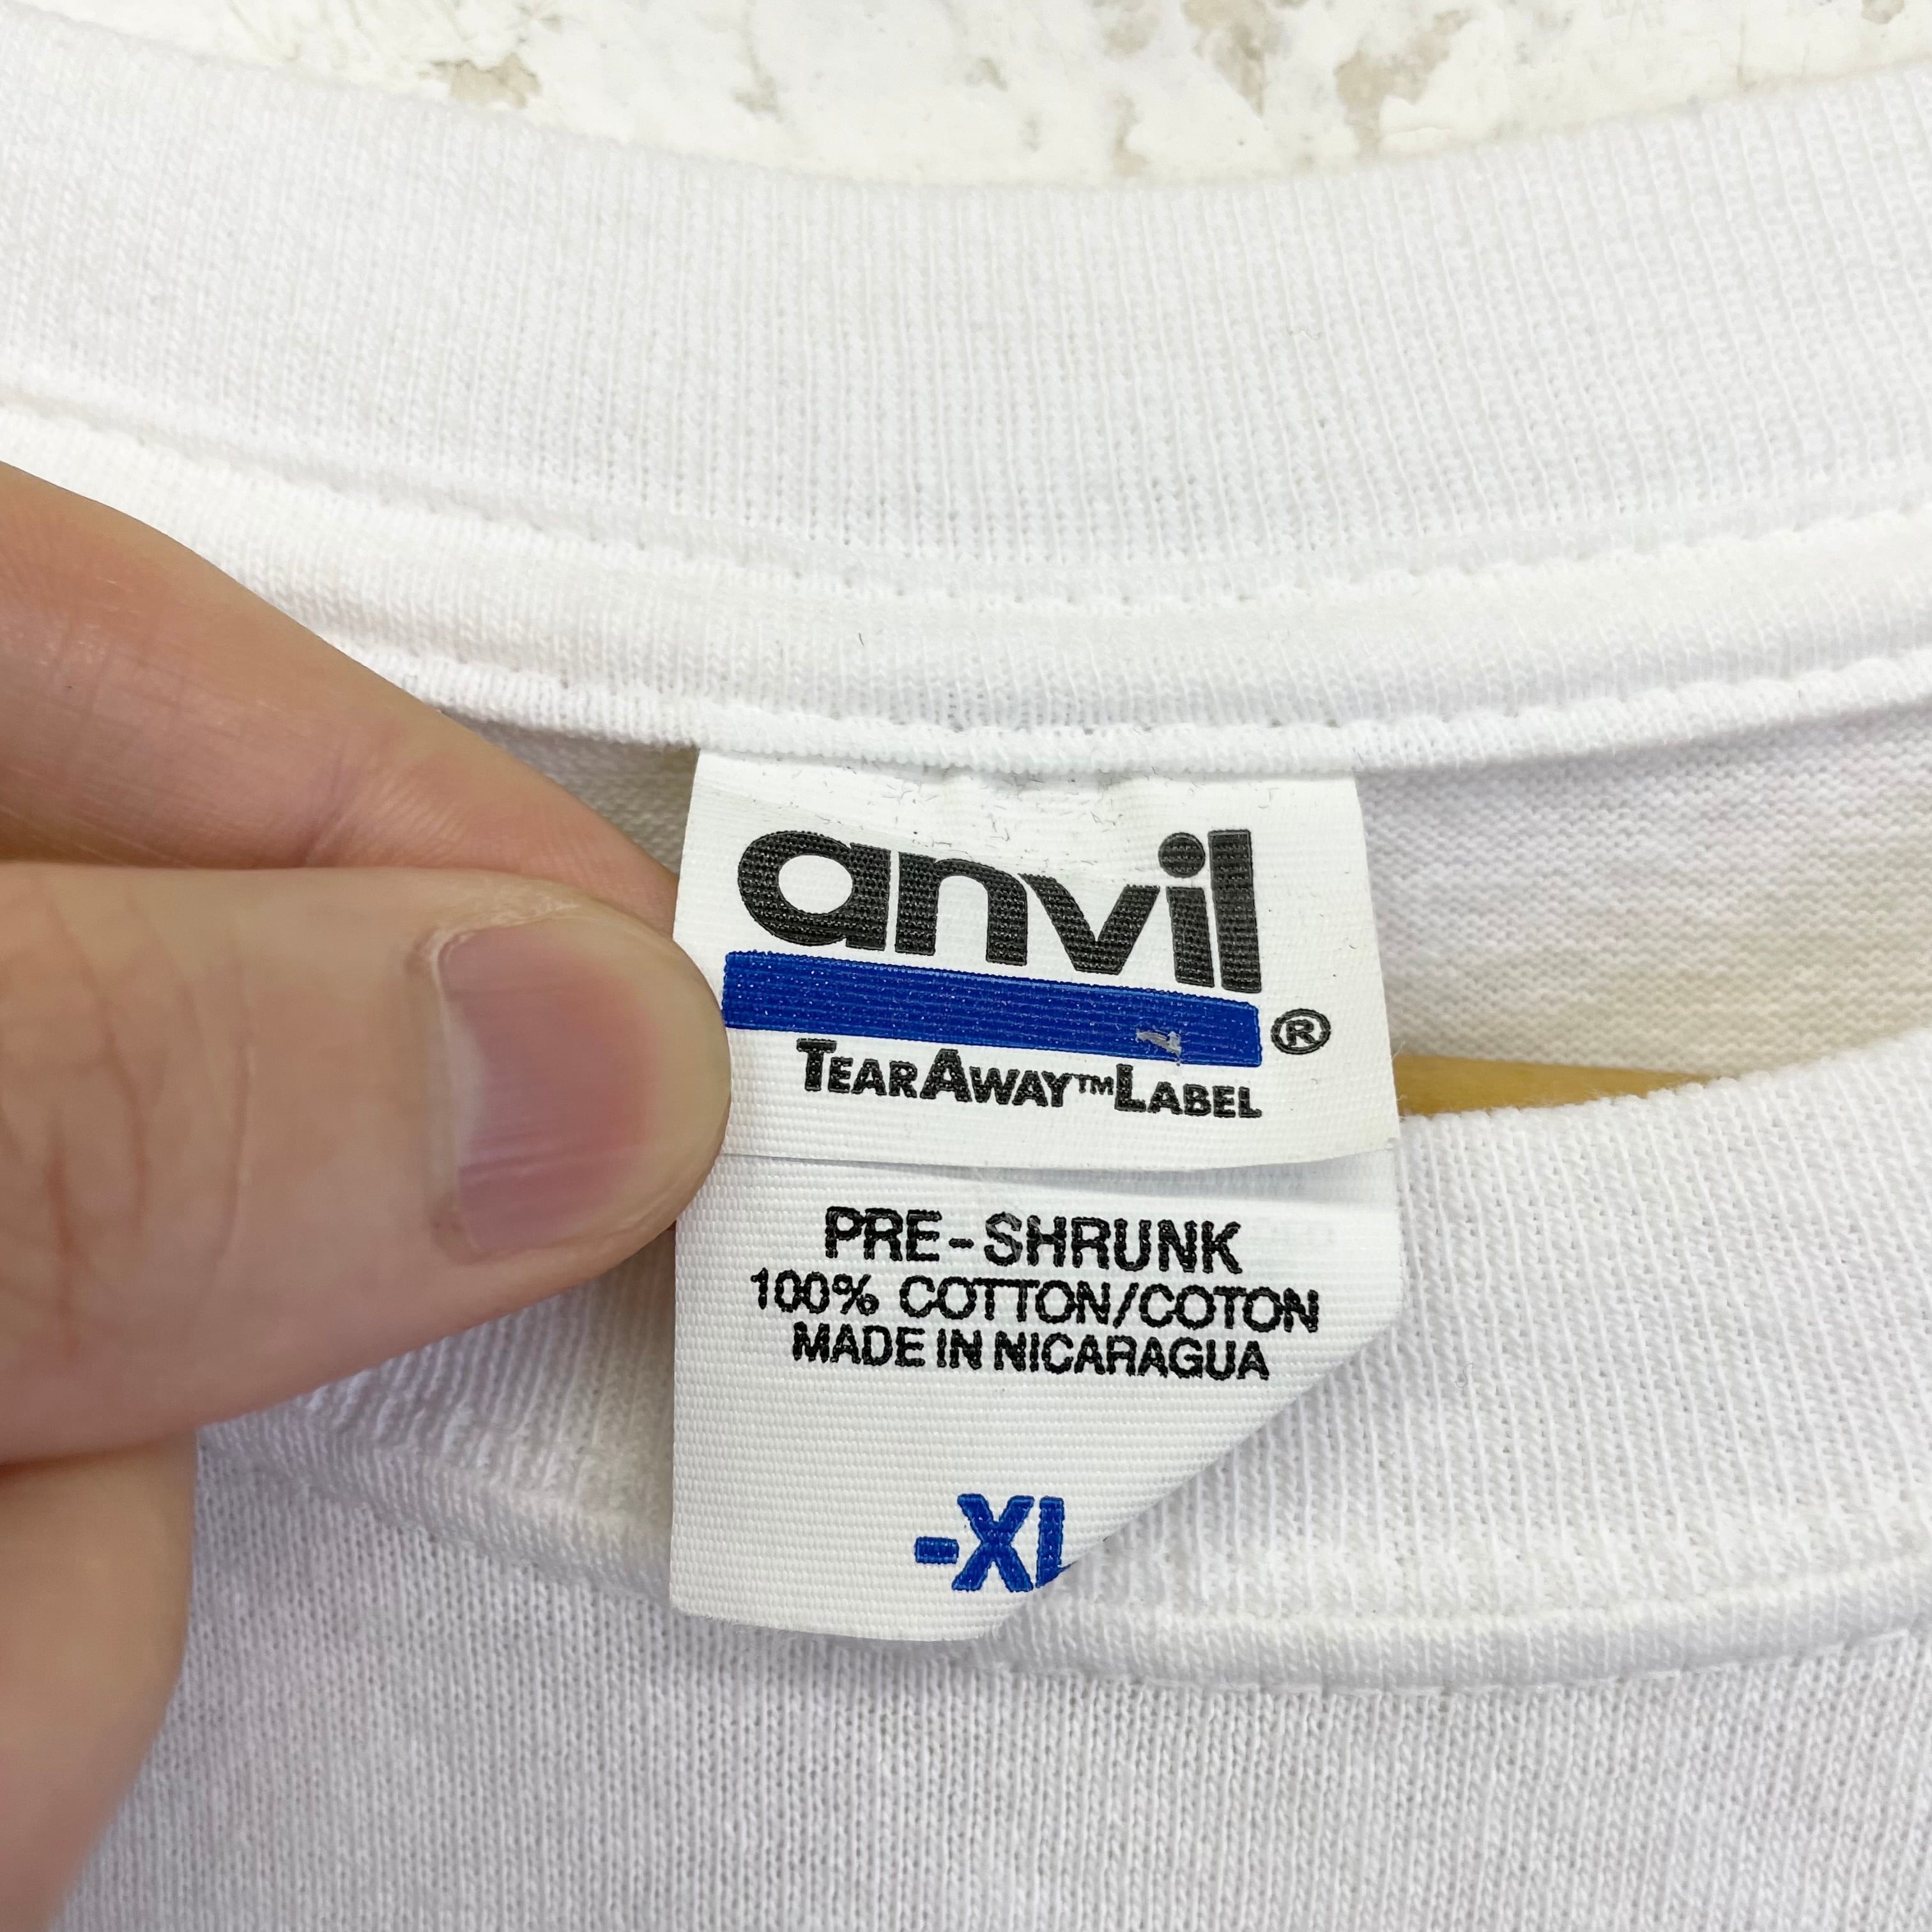 anvil®
TEARAWAY™LABEL
PRE-SHRUNK
100% COTTON/COTON
MADE IN NICARAGUA
-XL